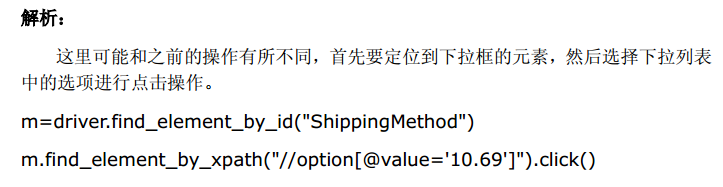 解析：
这里可能和之前的操作有所不同，首先要定位到下拉框的元素，然后选择下拉列表
中的选项进行点击操作。
m=driver.find_element_by_id("ShippingMethod")
m.find_element_by_xpath("//option[@value='10.69']").click()